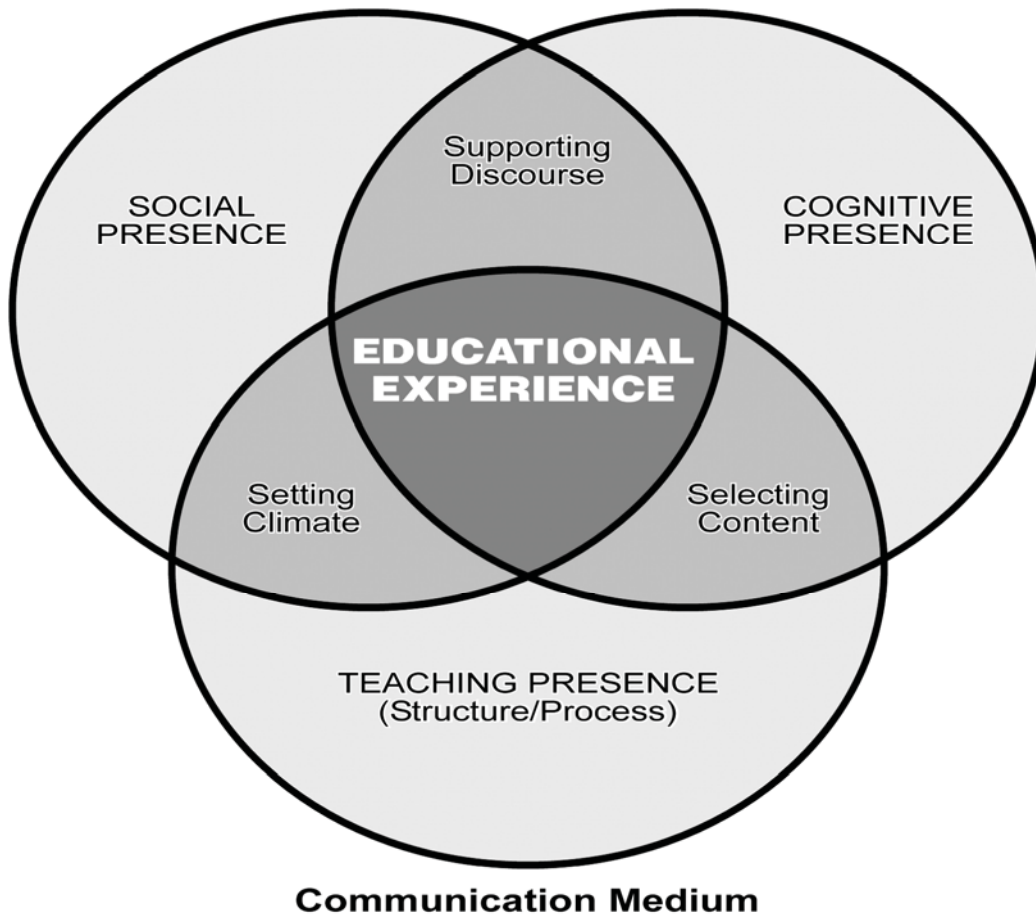 Supporting
Discourse
SOCIAL
PRESENCE
COGNITIVE
PRESENCE
EDUCATIONAL
EXPERIENCE
Setting
Climate
Selecting
Content
TEACHING PRESENCE
(Structure/Process)
Communication Medium